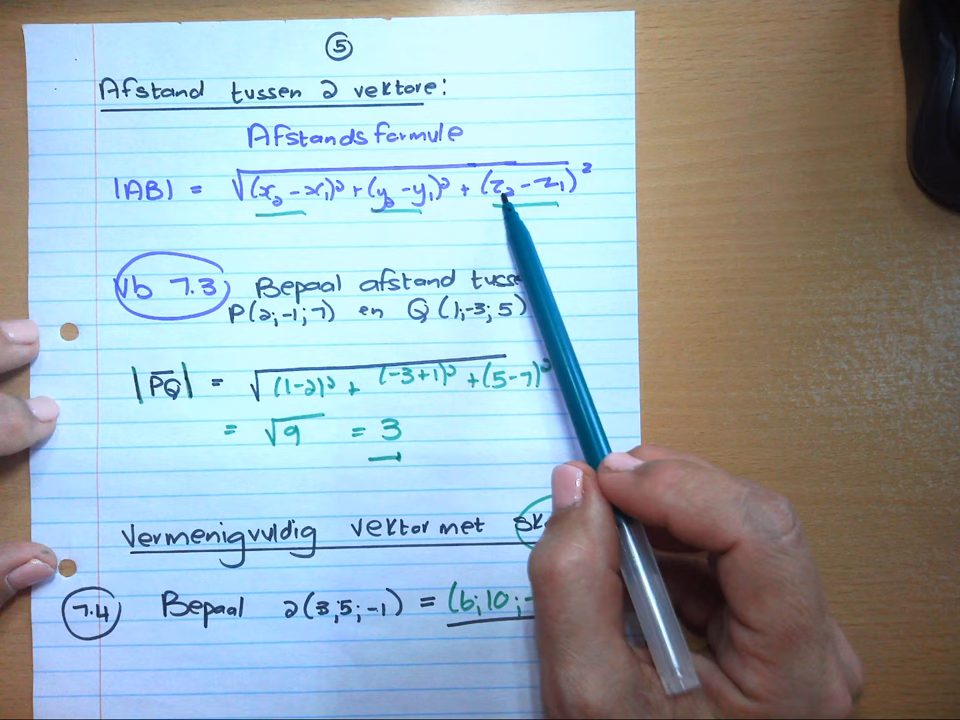 5
Afstand tussen 2 vektore:
Afstandsformule
|AB| = √(x₂ - x₁)² + (y₂ - y₁)² + (z₂ - z₁)²
Vb 7.3 Bepaal afstand tusse
P(2;-1;7) en Q(1;-3;5)
|PQ| = √(1-2)² + (-3+1)² + (5-7)²
= √9 = 3
Vermenigvuldig vektor met sk
7.4 Bepaal 2(3;5;-1) = (6;10;-